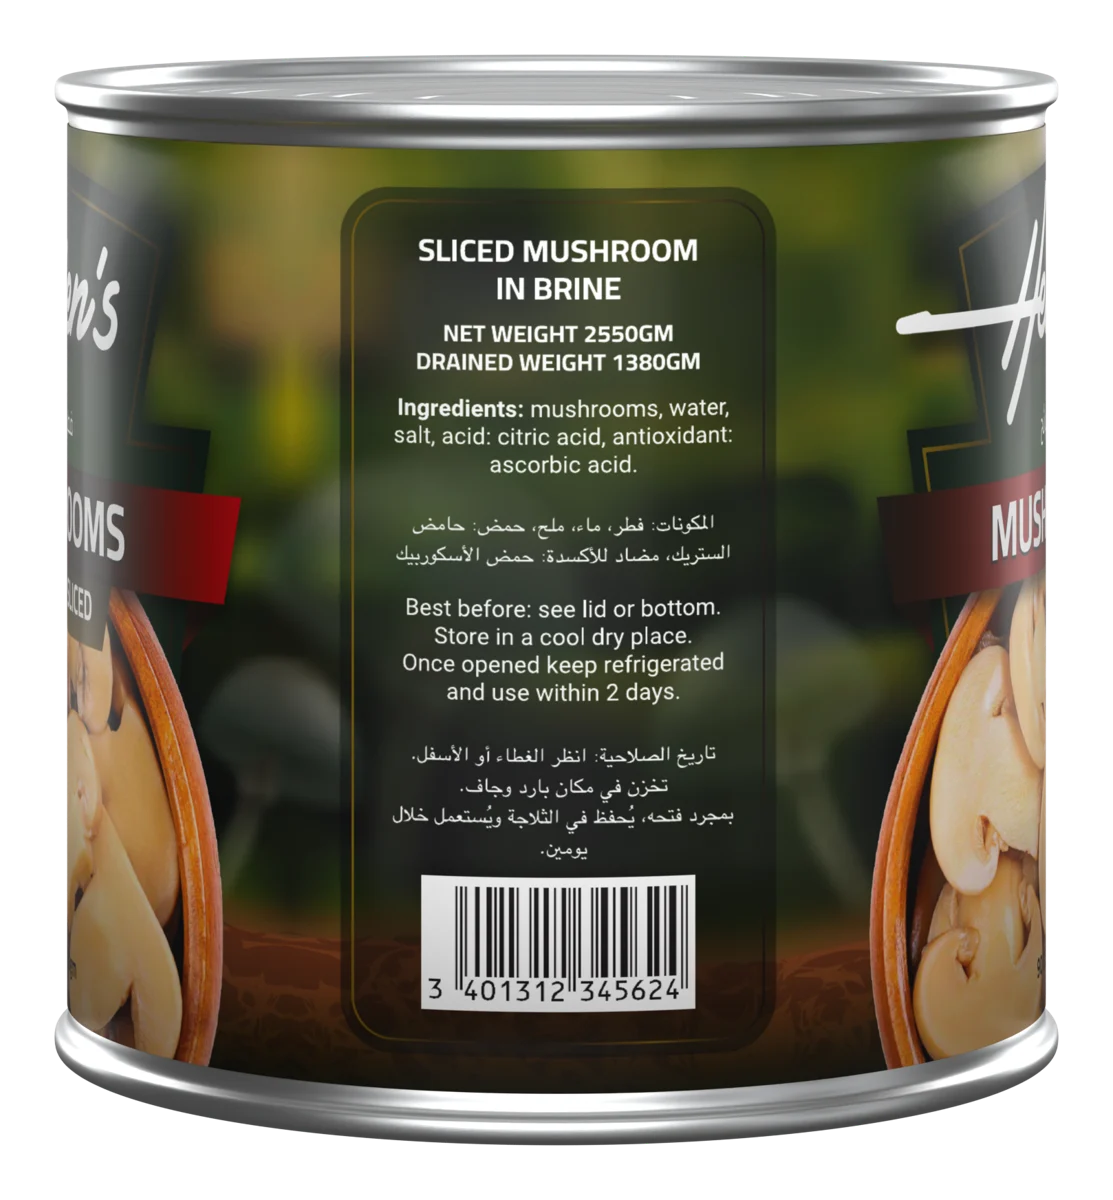 SLICED MUSHROOM
IN BRINE
NET WEIGHT 2550GM
DRAINED WEIGHT 1380GM
Ingredients: mushrooms, water,
salt, acid: citric acid, antioxidant:
ascorbic acid.
المكونات: فطر، ماء، ملح، حمض: حامض
الستريك، مضاد للأكسدة: حمض الأسكوربيك
Best before: see lid or bottom.
Store in a cool dry place.
Once opened keep refrigerated
and use within 2 days.
تاريخ الصلاحية: انظر الغطاء أو الأسفل.
تخزن في مكان بارد وجاف.
بمجرد فتحه، يُحفظ في الثلاجة ويُستعمل خلال
يومين.
3 401312 345624
en's
OOMS
SLICED
MUSH